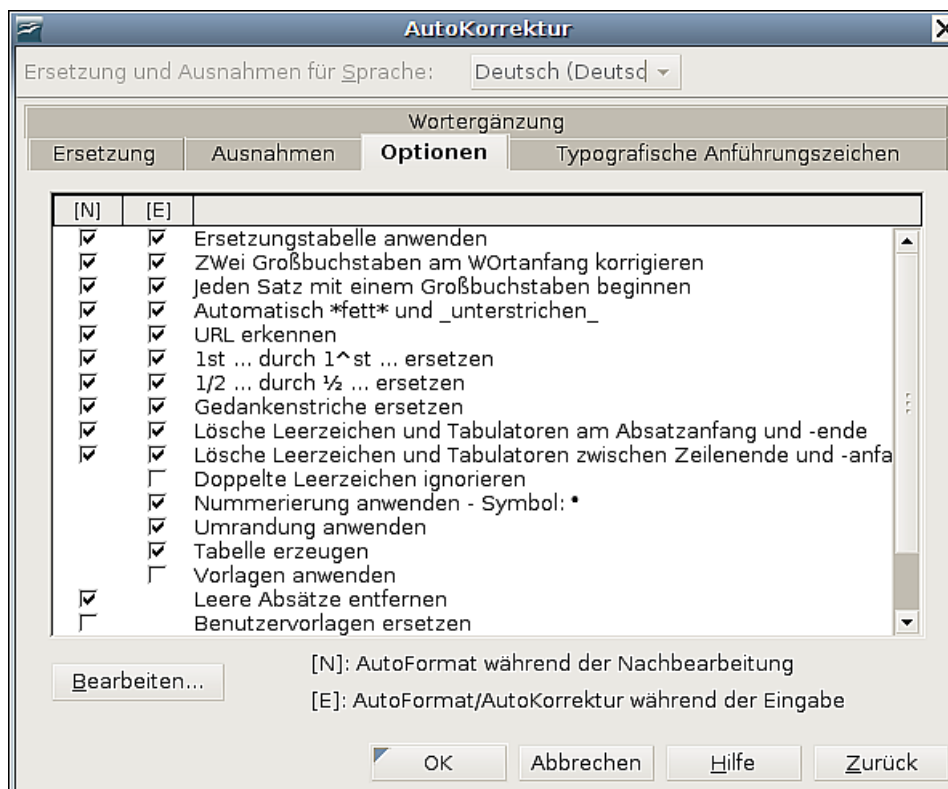 AutoKorrektur
Ersetzung und Ausnahmen für Sprache: Deutsch (Deutsc
Wortergänzung
Ersetzung Ausnahmen Optionen Typografische Anführungszeichen
[N] [E]
Ersetzungstabelle anwenden
ZWei Großbuchstaben am WOrtanfang korrigieren
Jeden Satz mit einem Großbuchstaben beginnen
Automatisch *fett* und _unterstrichen_
URL erkennen
1st ... durch 1^st ... ersetzen
1/2 ... durch ½ ... ersetzen
Gedankenstriche ersetzen
Lösche Leerzeichen und Tabulatoren am Absatzanfang und -ende
Lösche Leerzeichen und Tabulatoren zwischen Zeilenende und -anfa
Doppelte Leerzeichen ignorieren
Nummerierung anwenden - Symbol: •
Umrandung anwenden
Tabelle erzeugen
Vorlagen anwenden
Leere Absätze entfernen
Benutzervorlagen ersetzen
[N]: AutoFormat während der Nachbearbeitung
Bearbeiten...
[E]: AutoFormat/AutoKorrektur während der Eingabe
OK Abbrechen Hilfe Zurück